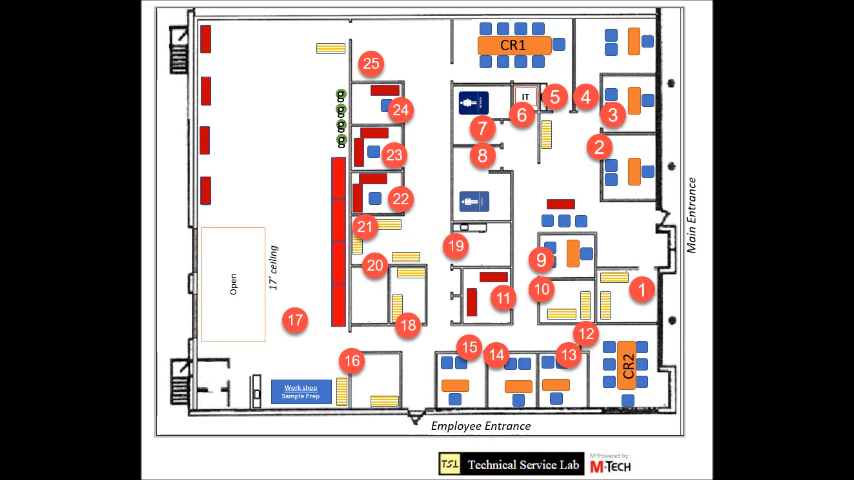 CR1
25
IT
5
4
3
24
6
7
2
23
8
22
21
Main Entrance
19
9
20
17' ceiling
Open
10
1
11
17
18
12
15
14
13
16
CR2
Work shop
Sample Prep
Employee Entrance
TSL Technical Service Lab
M²Powered by:
M-TECH